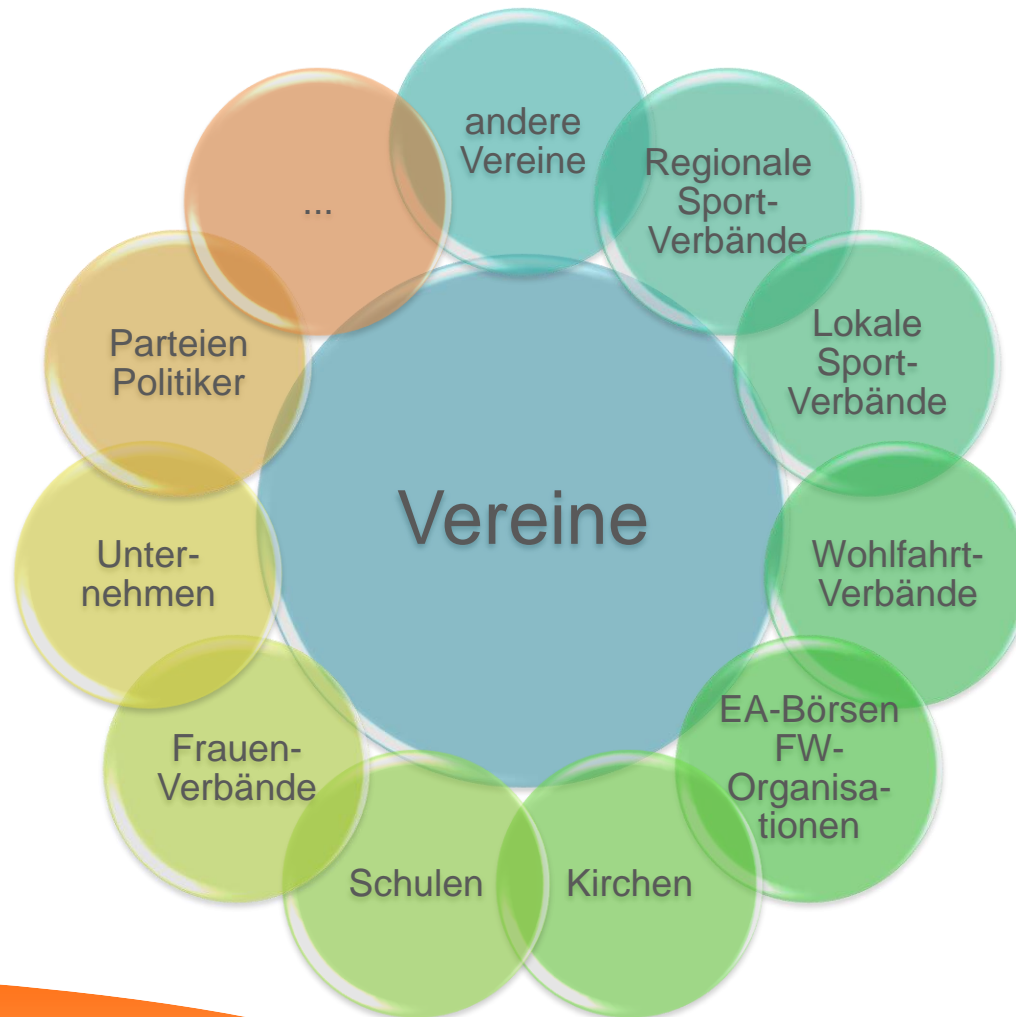 andere
Vereine
Regionale
Sport-
Verbände
Lokale
Sport-
Verbände
Wohlfahrt-
Verbände
EA-Börsen
FW-
Organisa-
tionen
Kirchen
Schulen
Frauen-
Verbände
Unter-
nehmen
Parteien
Politiker
...
Vereine